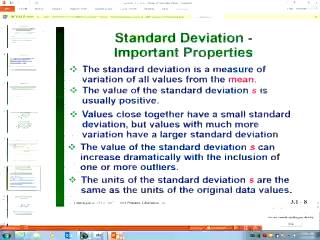 Standard Deviation -
Important Properties
The standard deviation is a measure of
variation of all values from the mean.
The value of the standard deviation s is
usually positive.
Values close together have a small standard
deviation, but values with much more
variation have a larger standard deviation
The value of the standard deviation s can
increase dramatically with the inclusion of
one or more outliers.
The units of the standard deviation s are the
same as the units of the original data values.
3.1 - 8